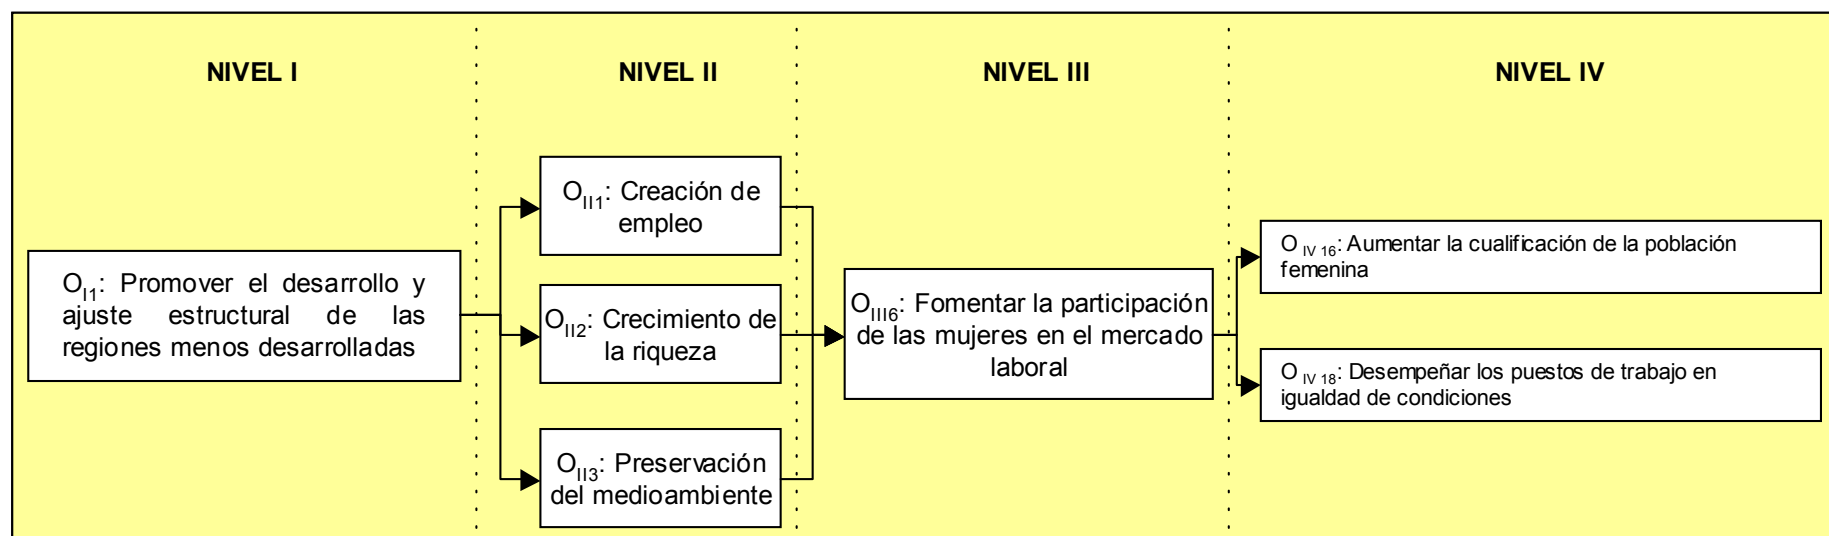 NIVEL I
NIVEL II
NIVEL III
NIVEL IV
O_I1: Promover el desarrollo y
ajuste estructural de las
regiones menos desarrolladas
O_II1: Creación de
empleo
O_II2: Crecimiento de
la riqueza
O_II3: Preservación
del medioambiente
O_III6: Fomentar la participación
de las mujeres en el mercado
laboral
O_IV 16: Aumentar la cualificación de la población
femenina
O_IV 18: Desempeñar los puestos de trabajo en
igualdad de condiciones